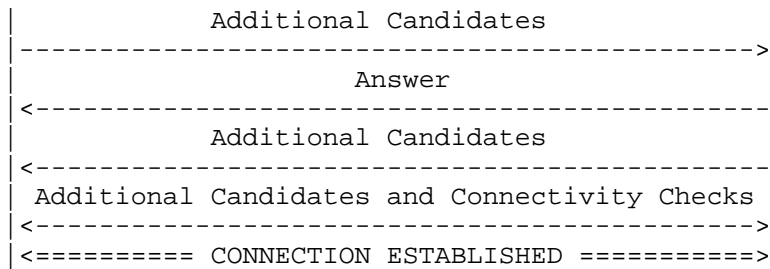 Additional Candidates
Answer
Additional Candidates
Additional Candidates and Connectivity Checks
CONNECTION ESTABLISHED